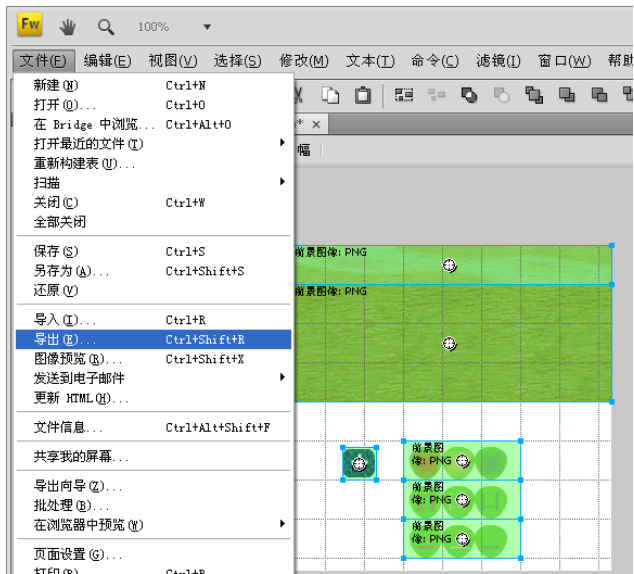 Fw 100%
文件(F) 编辑(E) 视图(V) 选择(S) 修改(M) 文本(T) 命令(C) 滤镜(I) 窗口(W) 帮助
新建(N) Ctrl+N
打开(O)... Ctrl+O
在 Bridge 中浏览... Ctrl+Alt+O
打开最近的文件(T)
重新构建表(U)...
扫描
关闭(C) Ctrl+W
全部关闭
保存(S) Ctrl+S
另存为(A)... Ctrl+Shift+S
还原(V)
导入(I)... Ctrl+R
导出(E)... Ctrl+Shift+R
图像预览(R)... Ctrl+Shift+X
发送到电子邮件
更新 HTML(H)...
文件信息... Ctrl+Alt+Shift+F
共享我的屏幕...
导出向导(Z)...
批处理(B)...
在浏览器中预览(W)
页面设置(G)...
打印(P)... Ctrl+P
* ×
幅
前景图像: PNG
前景图像: PNG
前景图
像: PNG
前景图
像: PNG
前景图
像: PNG